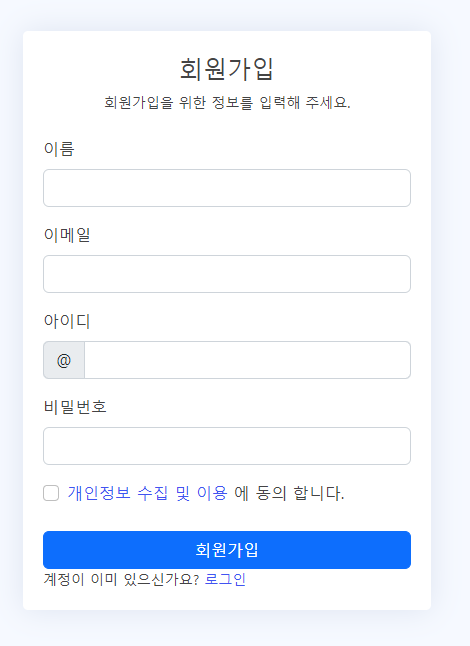 회원가입
회원가입을 위한 정보를 입력해 주세요.
이름
이메일
아이디
@
비밀번호
개인정보 수집 및 이용 에 동의 합니다.
회원가입
계정이 이미 있으신가요? 로그인